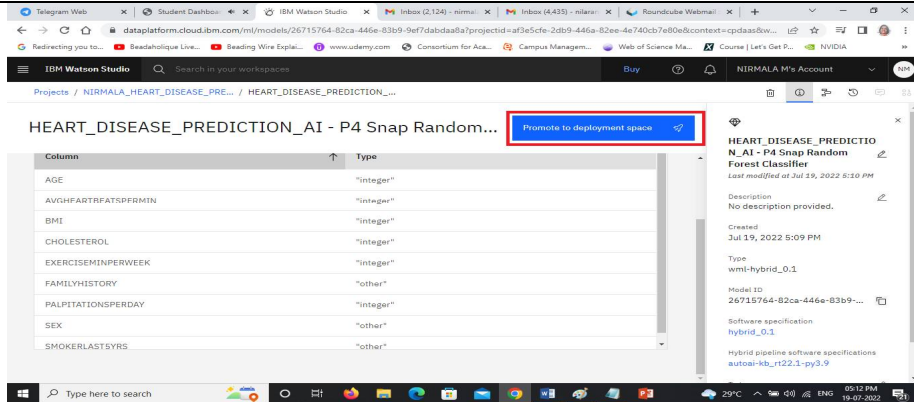 Telegram Web
Student Dashboa
IBM Watson Studio
Inbox (2,124) - nirmal
Inbox (4,435) - nilaran
Roundcube Webmail
dataplatform.cloud.ibm.com/ml/models/26715764-82ca-446e-83b9-9ef7dabdaa8a?projectid=af3e5cfe-2db9-446a-82ee-4e740cb7e80e&context=cpdaas&w...
Redirecting you to...
Beadaholique Live...
Beading Wire Explai...
www.udemy.com
Consortium for Aca...
Campus Managem...
Web of Science Ma...
Course | Let's Get P...
NVIDIA
IBM Watson Studio
Search in your workspaces
Buy
NIRMALA M's Account
NM
Projects / NIRMALA_HEART_DISEASE_PRE... / HEART_DISEASE_PREDICTION_...
HEART_DISEASE_PREDICTION_AI - P4 Snap Random...
Promote to deployment space
Column Type
AGE "integer"
AVGHEARTBEATSPERMIN "integer"
BMI "integer"
CHOLESTEROL "integer"
EXERCISEMINPERWEEK "integer"
FAMILYHISTORY "other"
PALPITATIONSPERDAY "integer"
SEX "other"
SMOKERLAST5YRS "other"
HEART_DISEASE_PREDICTIO
N_AI - P4 Snap Random
Forest Classifier
Last modified at Jul 19, 2022 5:10 PM
Description
No description provided.
Created
Jul 19, 2022 5:09 PM
Type
wml-hybrid_0.1
Model ID
26715764-82ca-446e-83b9-...
Software specification
hybrid_0.1
Hybrid pipeline software specifications
autoai-kb_rt22.1-py3.9
Type here to search
29°C
ENG
05:12 PM
19-07-2022